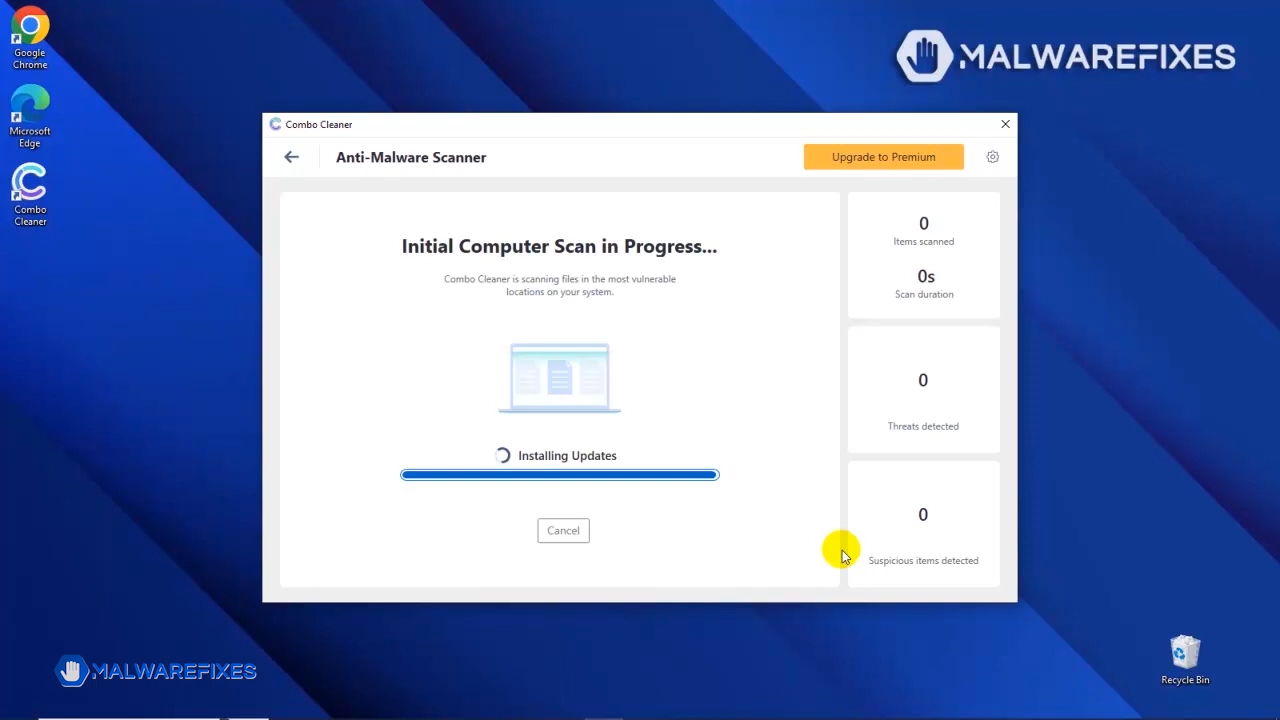 Google
Chrome
Microsoft
Edge
Combo
Cleaner
MALWAREFIXES
Combo Cleaner
Anti-Malware Scanner
Upgrade to Premium
Initial Computer Scan in Progress...
Combo Cleaner is scanning files in the most vulnerable
locations on your system.
Installing Updates
Cancel
0
Items scanned
0s
Scan duration
0
Threats detected
0
Suspicious items detected
MALWAREFIXES
Recycle Bin